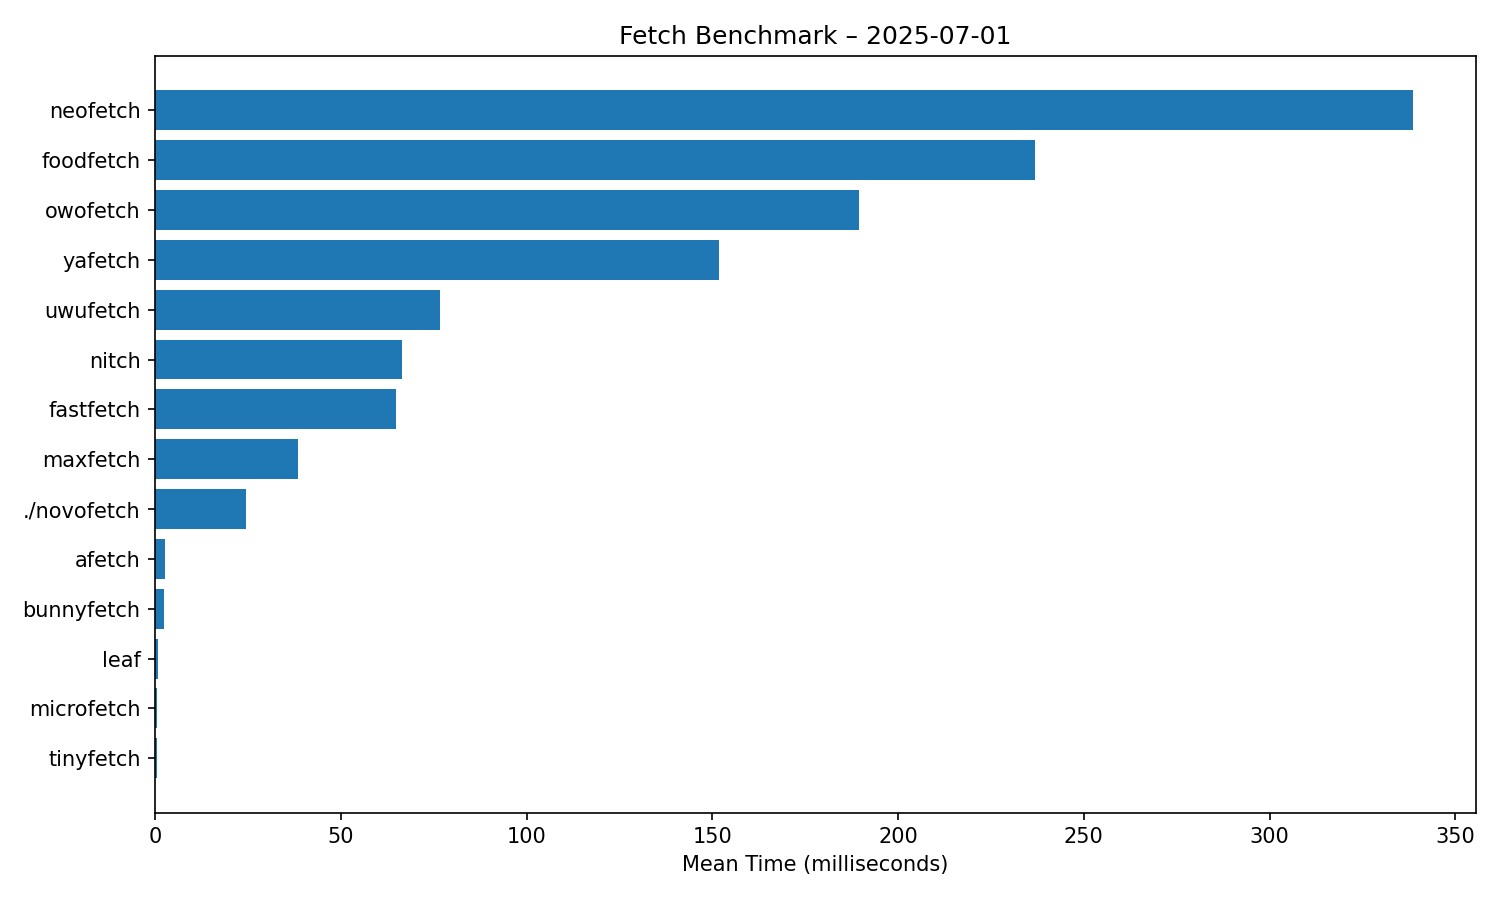 Fetch Benchmark – 2025-07-01
neofetch
foodfetch
owofetch
yafetch
uwufetch
nitch
fastfetch
maxfetch
./novofetch
afetch
bunnyfetch
leaf
microfetch
tinyfetch
0 50 100 150 200 250 300 350
Mean Time (milliseconds)